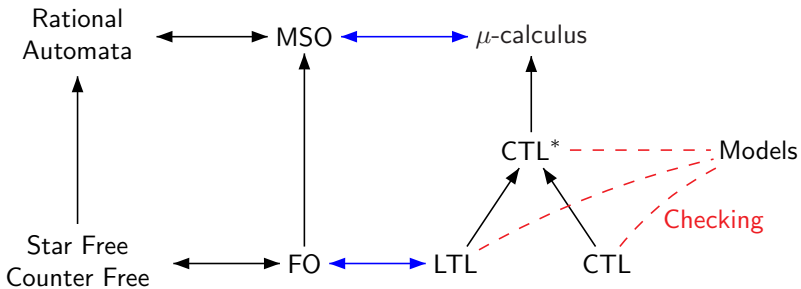 Rational
Automata
MSO
μ-calculus
CTL*
Models
Checking
Star Free
Counter Free
FO
LTL
CTL